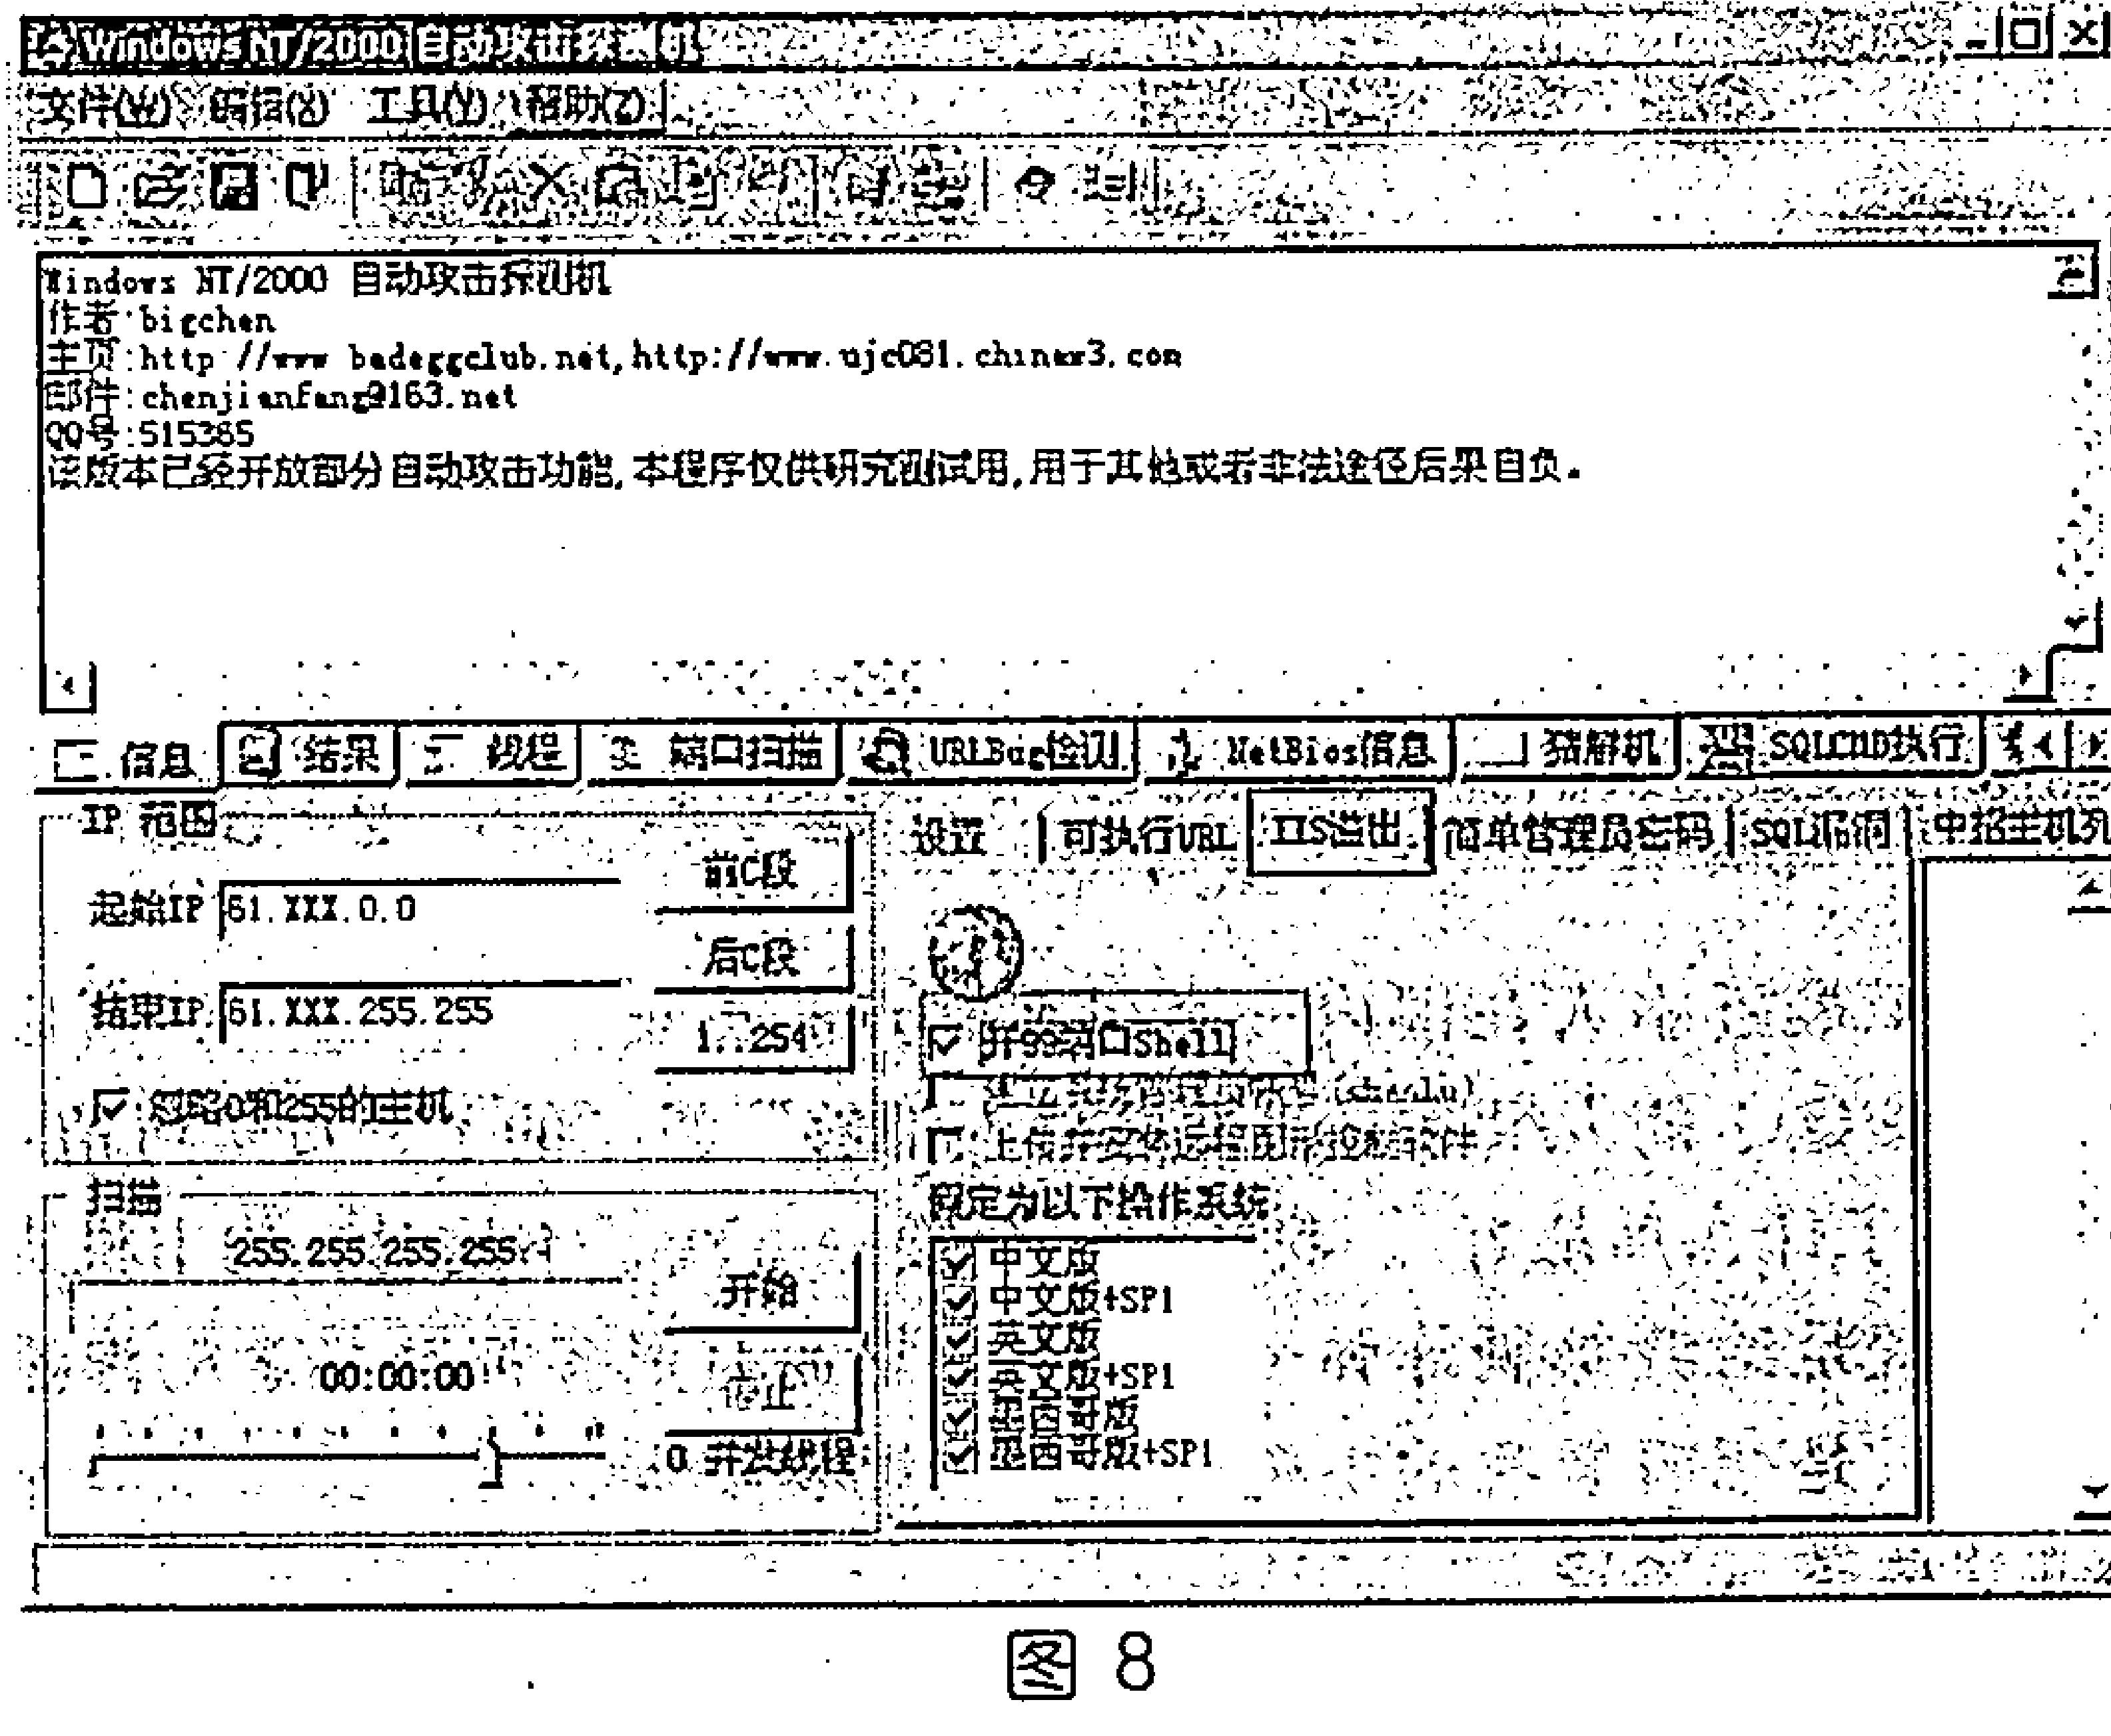 Windows NT/2000 自动攻击探测机
文件(W) 编辑(X) 工具(Y) 帮助(Z)
Windows NT/2000 自动攻击探测机
作者:bigchen
主页:http://www.badeggclub.net,http://www.ujc081.chinaw3.com
邮件:chenjianfang@163.net
QQ号:515385
该版本已经开放部分自动攻击功能,本程序仅供研究测试用,用于其他或者非法途径后果自负。
信息 结果 线程 端口扫描 URLBug检测 NetBios信息 猜解机 SQLCMD执行
IP 范围
起始IP 61.XXX.0.0
前C段
后C段
结束IP 61.XXX.255.255
1..254
忽略0和255的主机
扫描
255.255.255.255
开始
00:00:00
停止
0 并发线程
设置 可执行URL IIS溢出 简单管理员密码 SQL漏洞 中招主机列
开99端口Shell
限定为以下操作系统
中文版
中文版+SP1
英文版
英文版+SP1
墨西哥版
墨西哥版+SP1
图 8